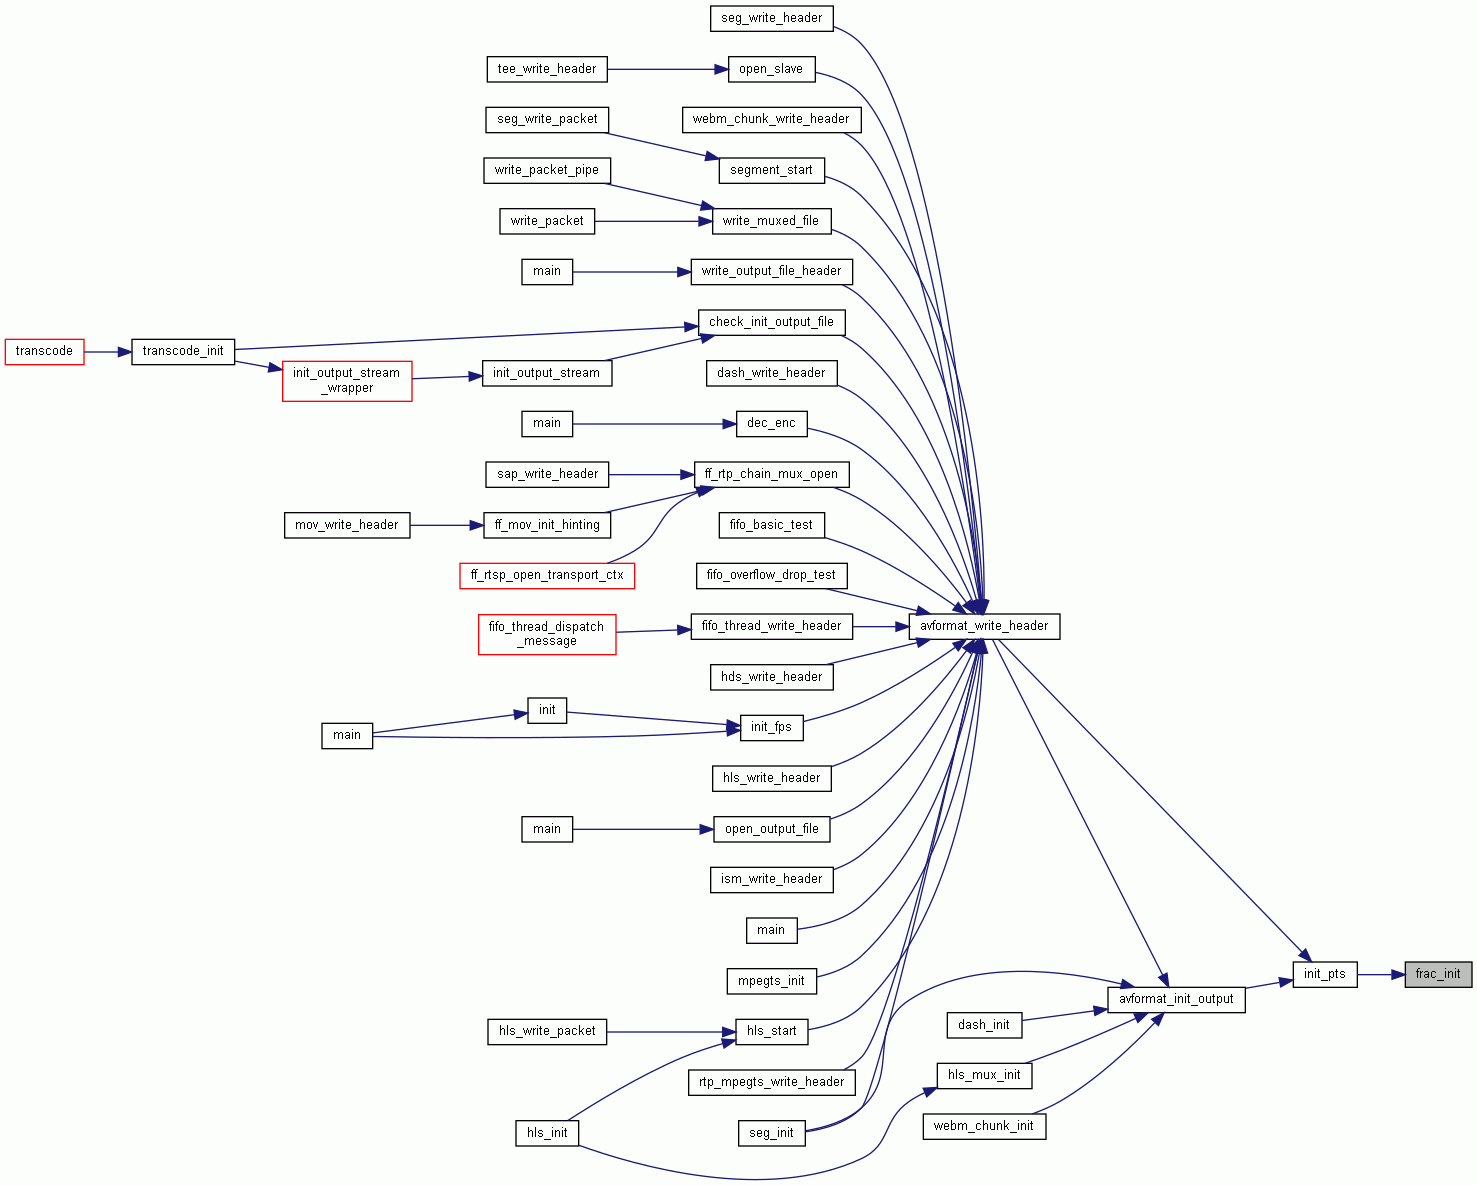 seg_write_header
tee_write_header
open_slave
seg_write_packet
webm_chunk_write_header
write_packet_pipe
segment_start
write_packet
write_muxed_file
main
write_output_file_header
check_init_output_file
transcode
transcode_init
init_output_stream
_wrapper
init_output_stream
dash_write_header
main
dec_enc
sap_write_header
ff_rtp_chain_mux_open
mov_write_header
ff_mov_init_hinting
fifo_basic_test
ff_rtsp_open_transport_ctx
fifo_overflow_drop_test
fifo_thread_dispatch
_message
fifo_thread_write_header
avformat_write_header
hds_write_header
init
main
init_fps
hls_write_header
main
open_output_file
ism_write_header
main
mpegts_init
init_pts
frac_init
avformat_init_output
hls_write_packet
hls_start
dash_init
rtp_mpegts_write_header
hls_mux_init
hls_init
seg_init
webm_chunk_init